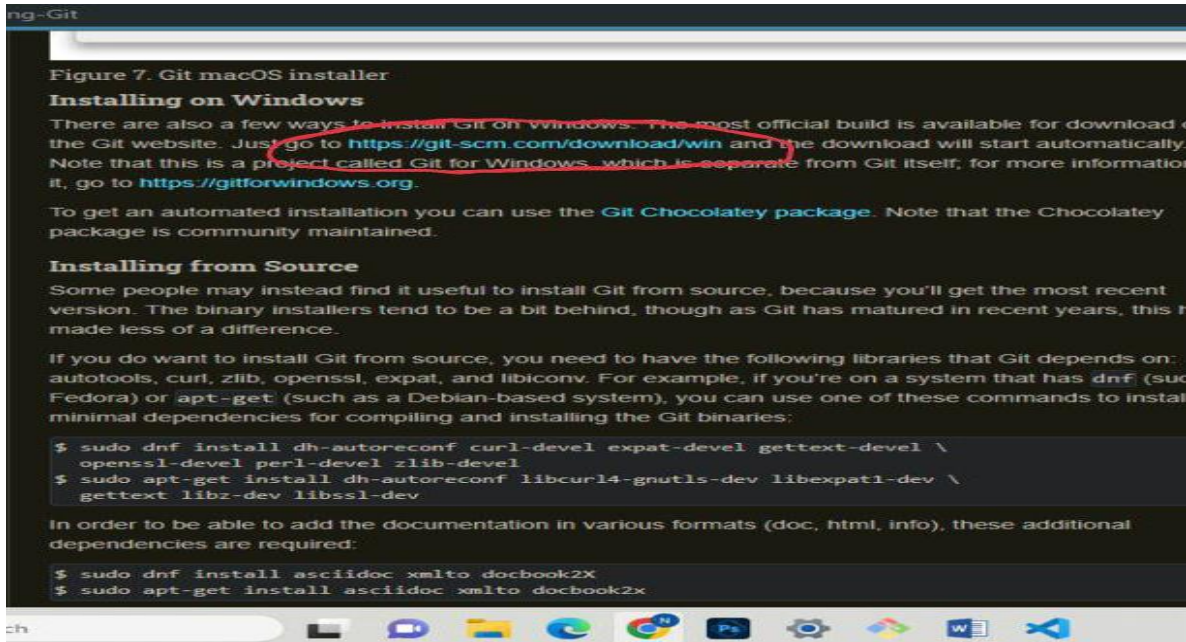 ng-Git
Figure 7. Git macOS installer
Installing on Windows
There are also a few ways to install Git on Windows. The most official build is available for download
the Git website. Just go to https://git-scm.com/download/win and the download will start automatically.
Note that this is a project called Git for Windows, which is separate from Git itself; for more information
it, go to https://gitforwindows.org.
To get an automated installation you can use the Git Chocolatey package. Note that the Chocolatey
package is community maintained.
Installing from Source
Some people may instead find it useful to install Git from source, because you'll get the most recent
version. The binary installers tend to be a bit behind, though as Git has matured in recent years, this h
made less of a difference.
If you do want to install Git from source, you need to have the following libraries that Git depends on:
autotools, curl, zlib, openssl, expat, and libiconv. For example, if you're on a system that has dnf (suc
Fedora) or apt-get (such as a Debian-based system), you can use one of these commands to install
minimal dependencies for compiling and installing the Git binaries:
$ sudo dnf install dh-autoreconf curl-devel expat-devel gettext-devel \
openssl-devel perl-devel zlib-devel
$ sudo apt-get install dh-autoreconf libcurl4-gnutls-dev libexpat1-dev \
gettext libz-dev libssl-dev
In order to be able to add the documentation in various formats (doc, html, info), these additional
dependencies are required:
$ sudo dnf install asciidoc xmlto docbook2X
$ sudo apt-get install asciidoc xmlto docbook2x
ch
N
Ps
W